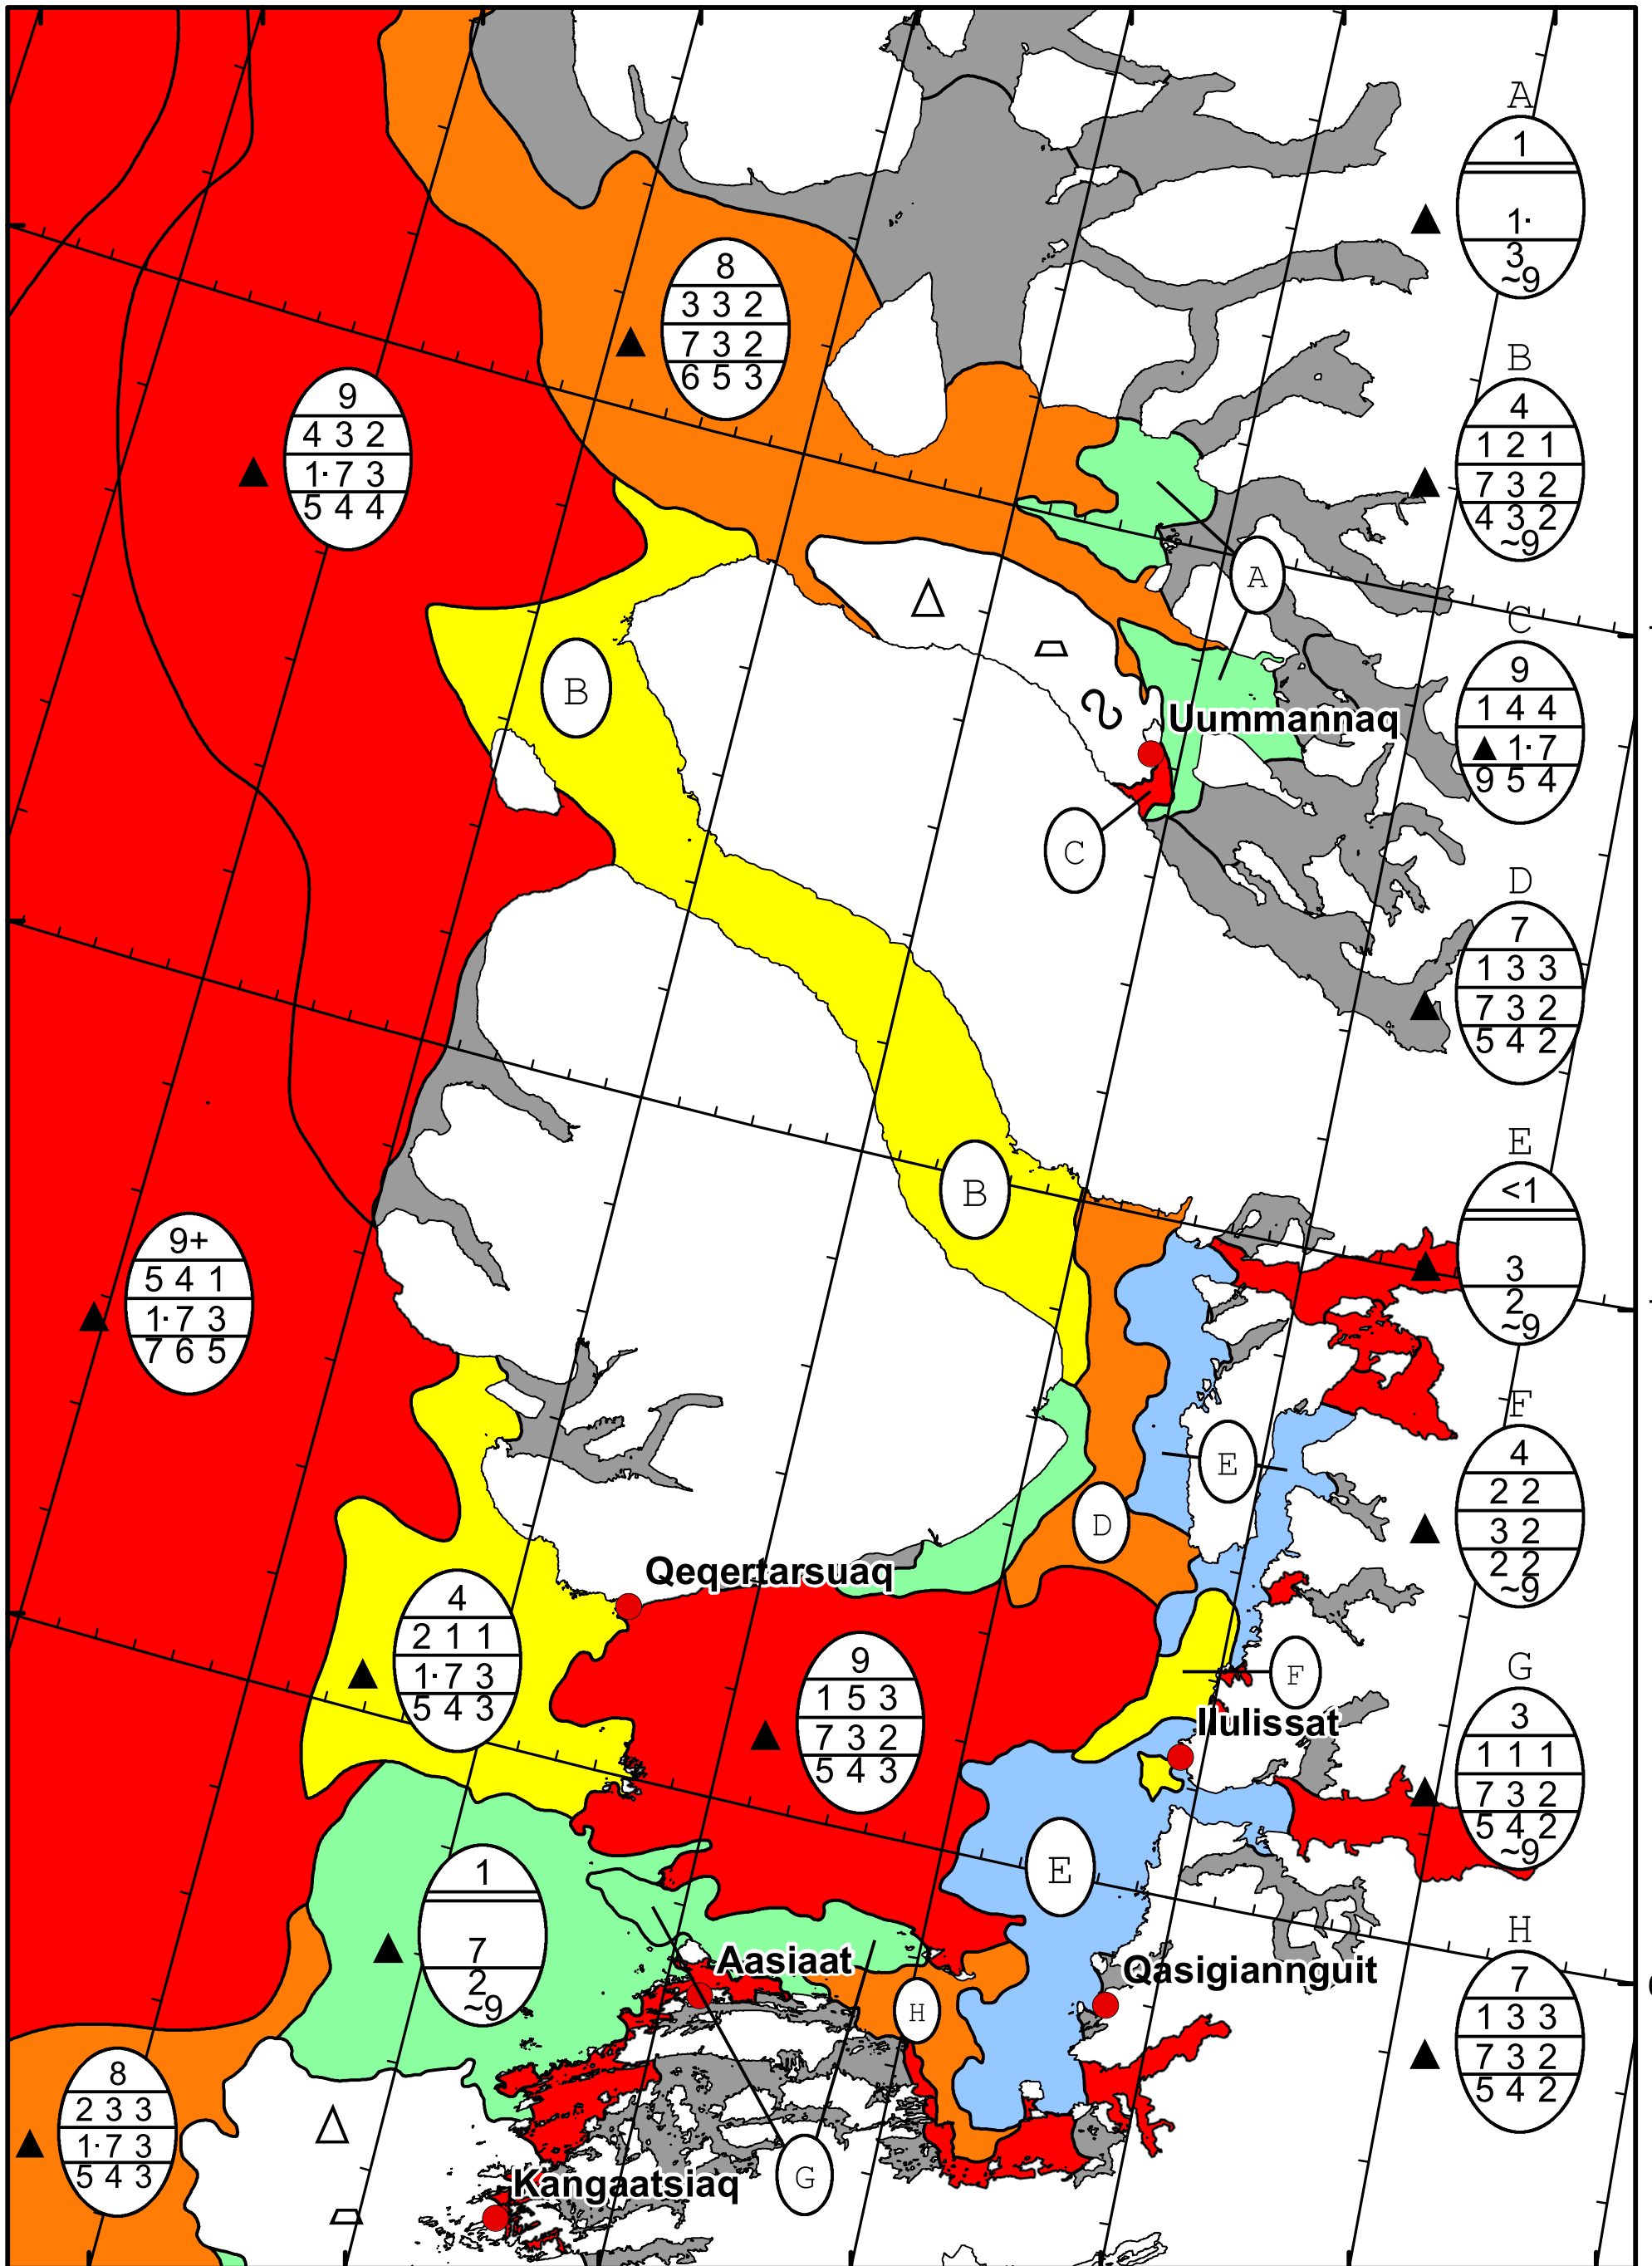 A
1
1·
3
~9
8
3 3 2
7 3 2
6 5 3
B
4
1 2 1
7 3 2
4 3 2
~9
9
4 3 2
1· 7 3
5 4 4
A
C
9
1 4 4
▲ 1· 7
9 5 4
B
Uummannaq
C
D
7
1 3 3
7 3 2
5 4 2
B
E
<1
3
2
~9
9+
5 4 1
1· 7 3
7 6 5
F
4
2 2
3 2
2 2
~9
E
D
Qeqertarsuaq
4
2 1 1
1· 7 3
5 4 3
9
1 5 3
7 3 2
5 4 3
F
Ilulissat
G
3
1 1 1
7 3 2
5 4 2
~9
1
7
2
~9
E
Aasiaat
Qasigiannguit
H
H
7
1 3 3
7 3 2
5 4 2
8
2 3 3
1· 7 3
5 4 3
G
Kangaatsiaq